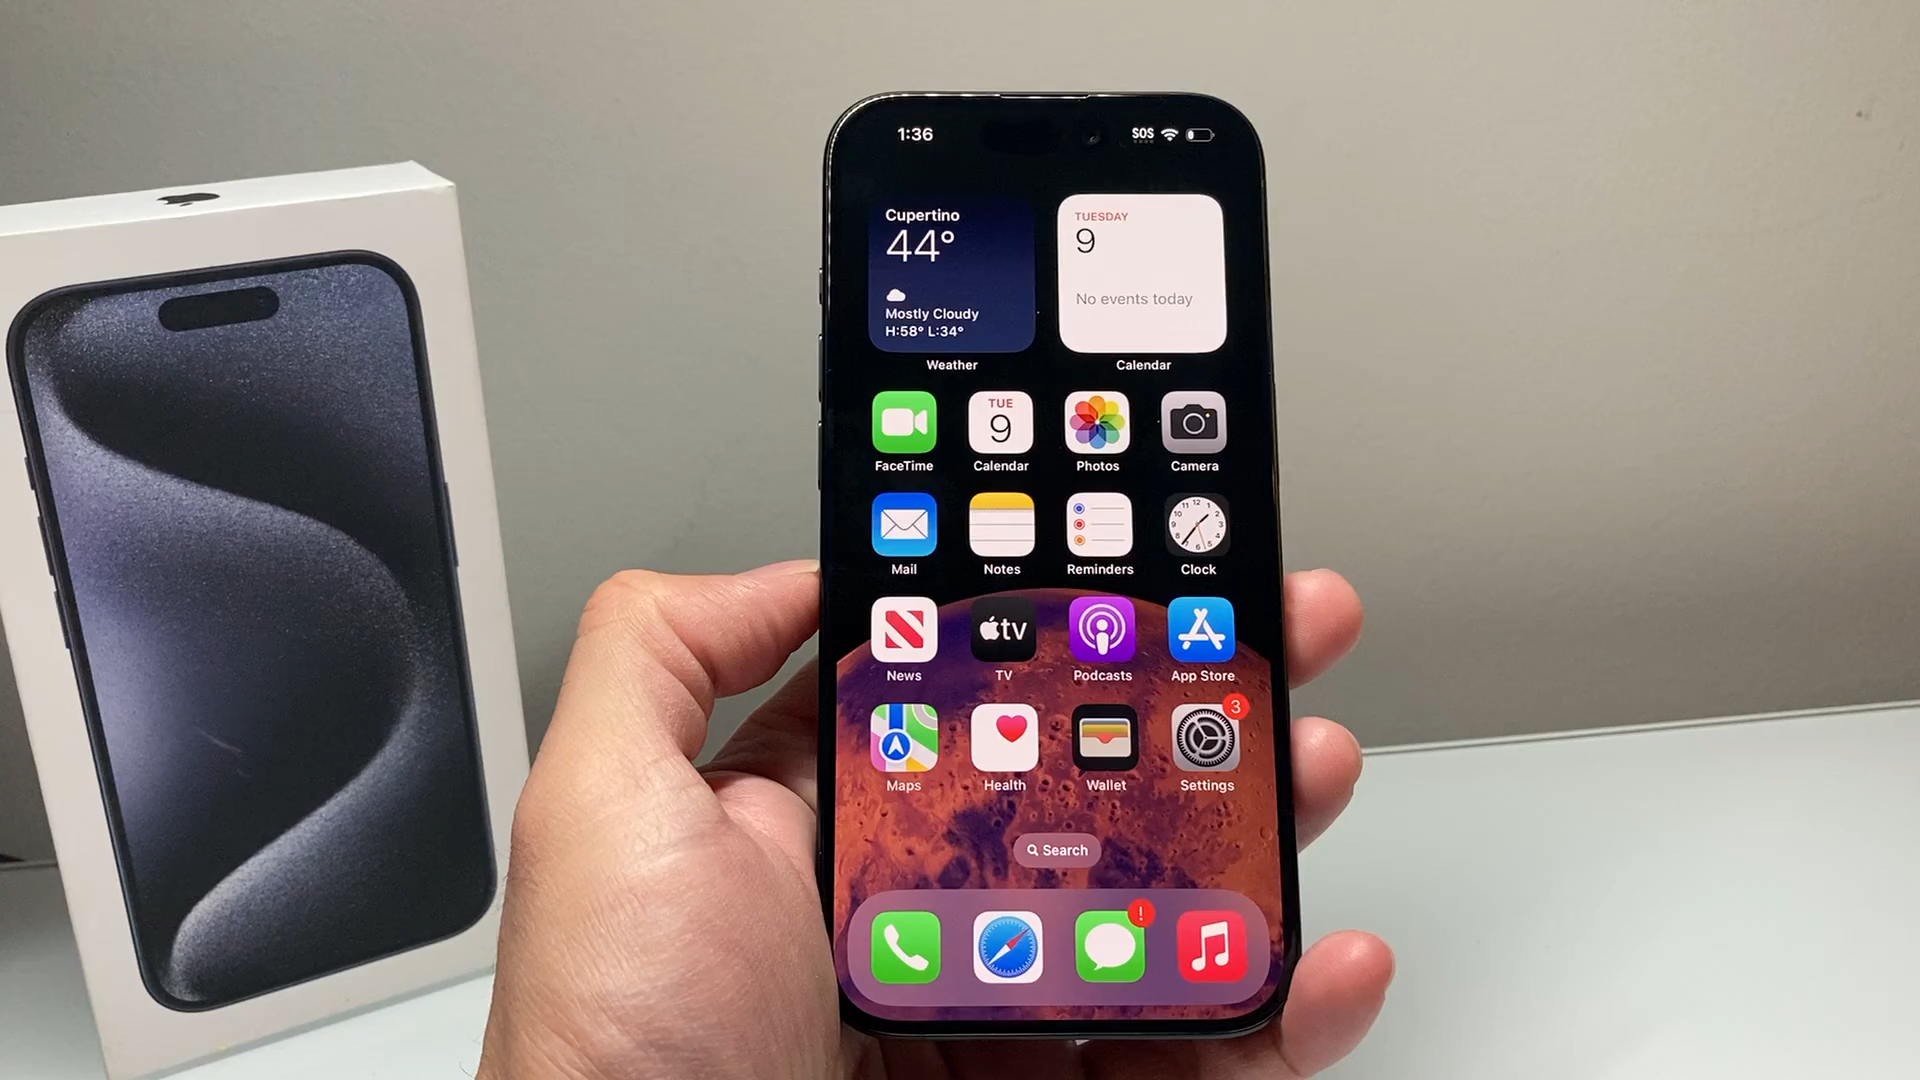 1:36
SOS
Cupertino
44°
Mostly Cloudy
H:58° L:34°
Weather
TUESDAY
9
No events today
Calendar
FaceTime
TUE
9
Calendar
Photos
Camera
Mail
Notes
Reminders
Clock
News
tv
TV
Podcasts
App Store
Maps
Health
Wallet
3
Settings
Search
!